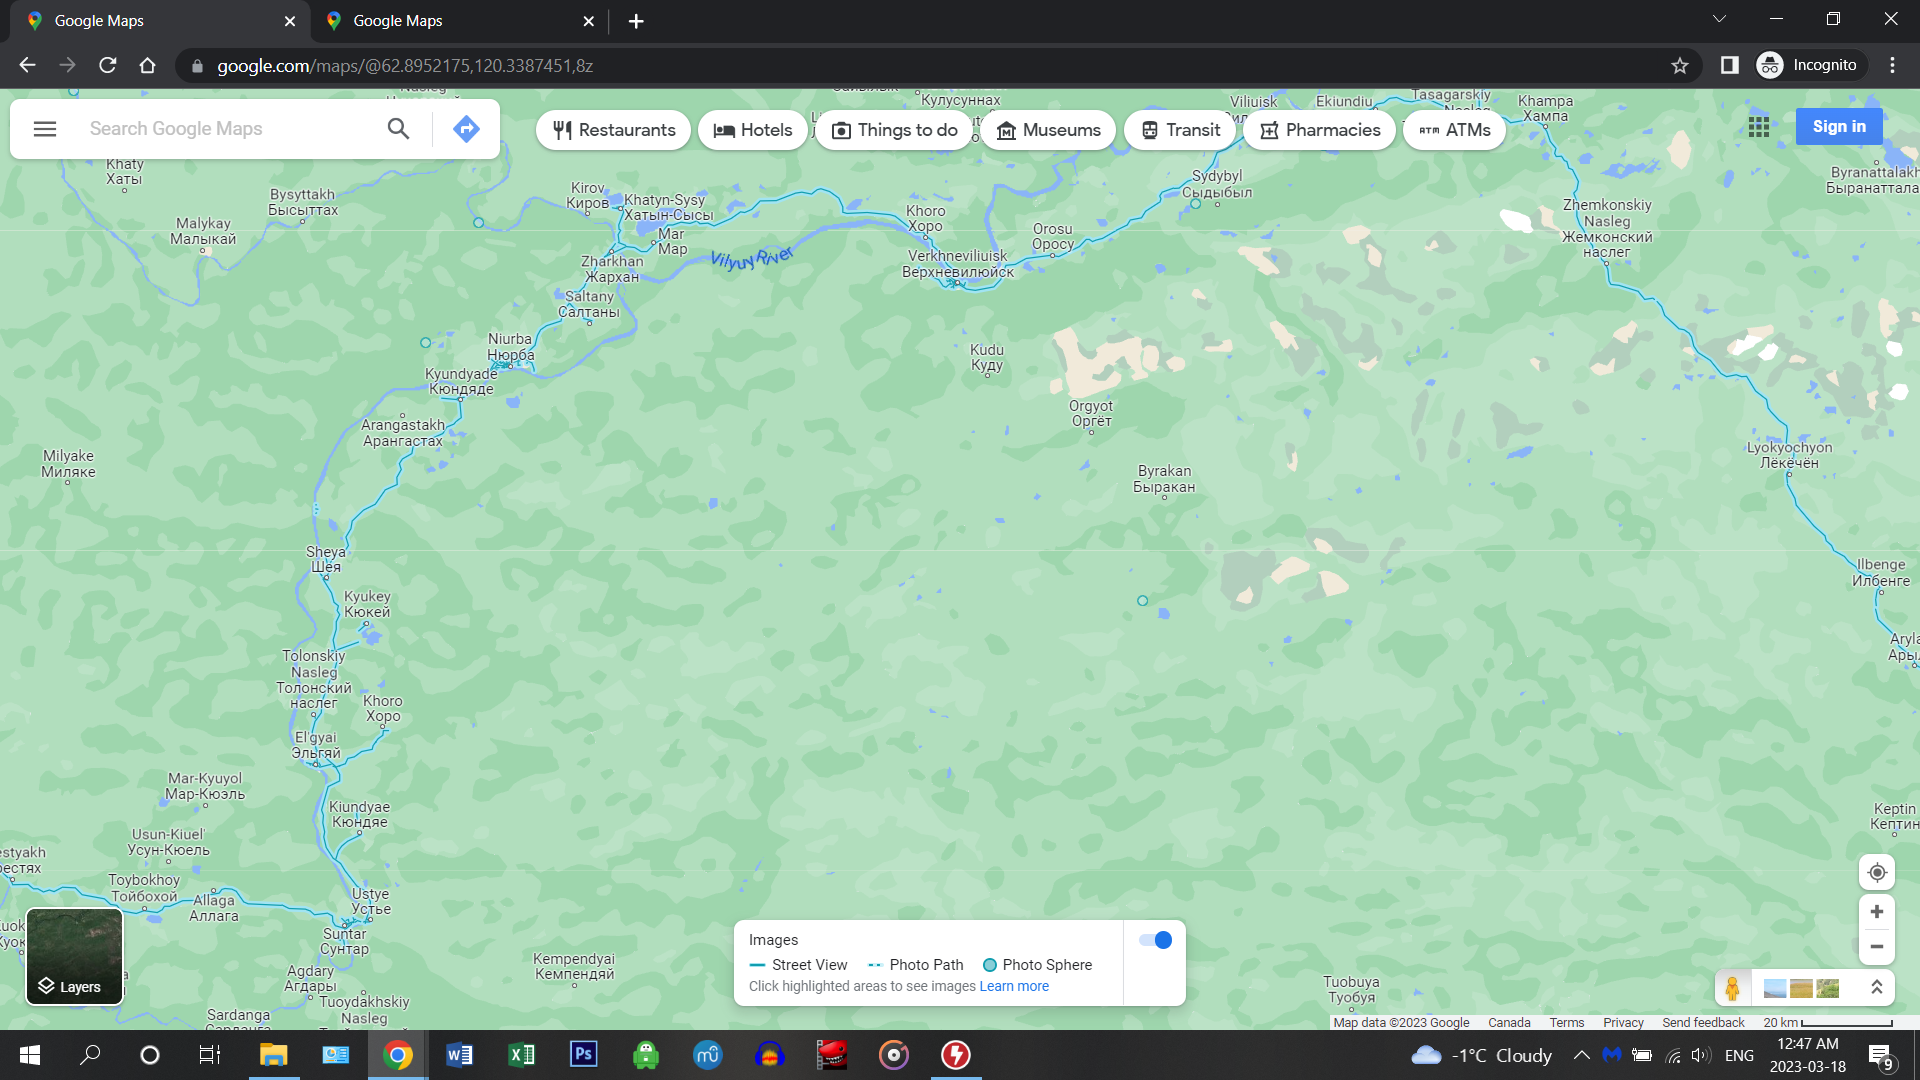 Google Maps
Google Maps
google.com/maps/@62.8952175,120.3387451,8z
Incognito
Search Google Maps
Restaurants
Hotels
Things to do
Museums
Transit
Pharmacies
ATMs
Sign in
Nasleg
Кулусуннах
Viliuisk
Ekiundiu
Tasagarskiy
Khampa
Хампа
Khaty
Хаты
Bysyttakh
Бысыттах
Malykay
Малыкай
Kirov
Киров
Khatyn-Sysy
Хатын-Сысы
Mar
Мар
Zharkhan
Жархан
Vilyuy River
Khoro
Хоро
Verkhneviliuisk
Верхневилюйск
Orosu
Оросу
Sydybyl
Сыдыбыл
Zhemkonskiy
Nasleg
Жемконский
наслег
Byranattalakh
Быранаттала
Saltany
Салтаны
Niurba
Нюрба
Kyundyade
Кюндяде
Kudu
Куду
Arangastakh
Арангастах
Orgyot
Оргёт
Milyake
Миляке
Byrakan
Быракан
Lyokyochyon
Лёкёчён
Sheya
Шея
Ilbenge
Илбенге
Kyukey
Кюкей
Tolonskiy
Nasleg
Толонский
наслег
Aryla
Khoro
Хоро
El'gyai
Эльгяй
Mar-Kyuyol
Мар-Кюэль
Kiundyae
Кюндяе
Keptin
Кептин
Usun-Kiuel'
Усун-Кюель
estyakh
рестях
Toybokhoy
Тойбохой
Allaga
Аллага
Ustye
Устье
Suntar
Сунтар
Kempendyai
Кемпендяй
Agdary
Агдары
Tuoydakhskiy
Nasleg
Sardanga
Tuobuya
Туобуя
Layers
Images
Street View
Photo Path
Photo Sphere
Click highlighted areas to see images Learn more
Map data ©2023 Google
Canada
Terms
Privacy
Send feedback
20 km
-1°C Cloudy
ENG
12:47 AM
2023-03-18
9